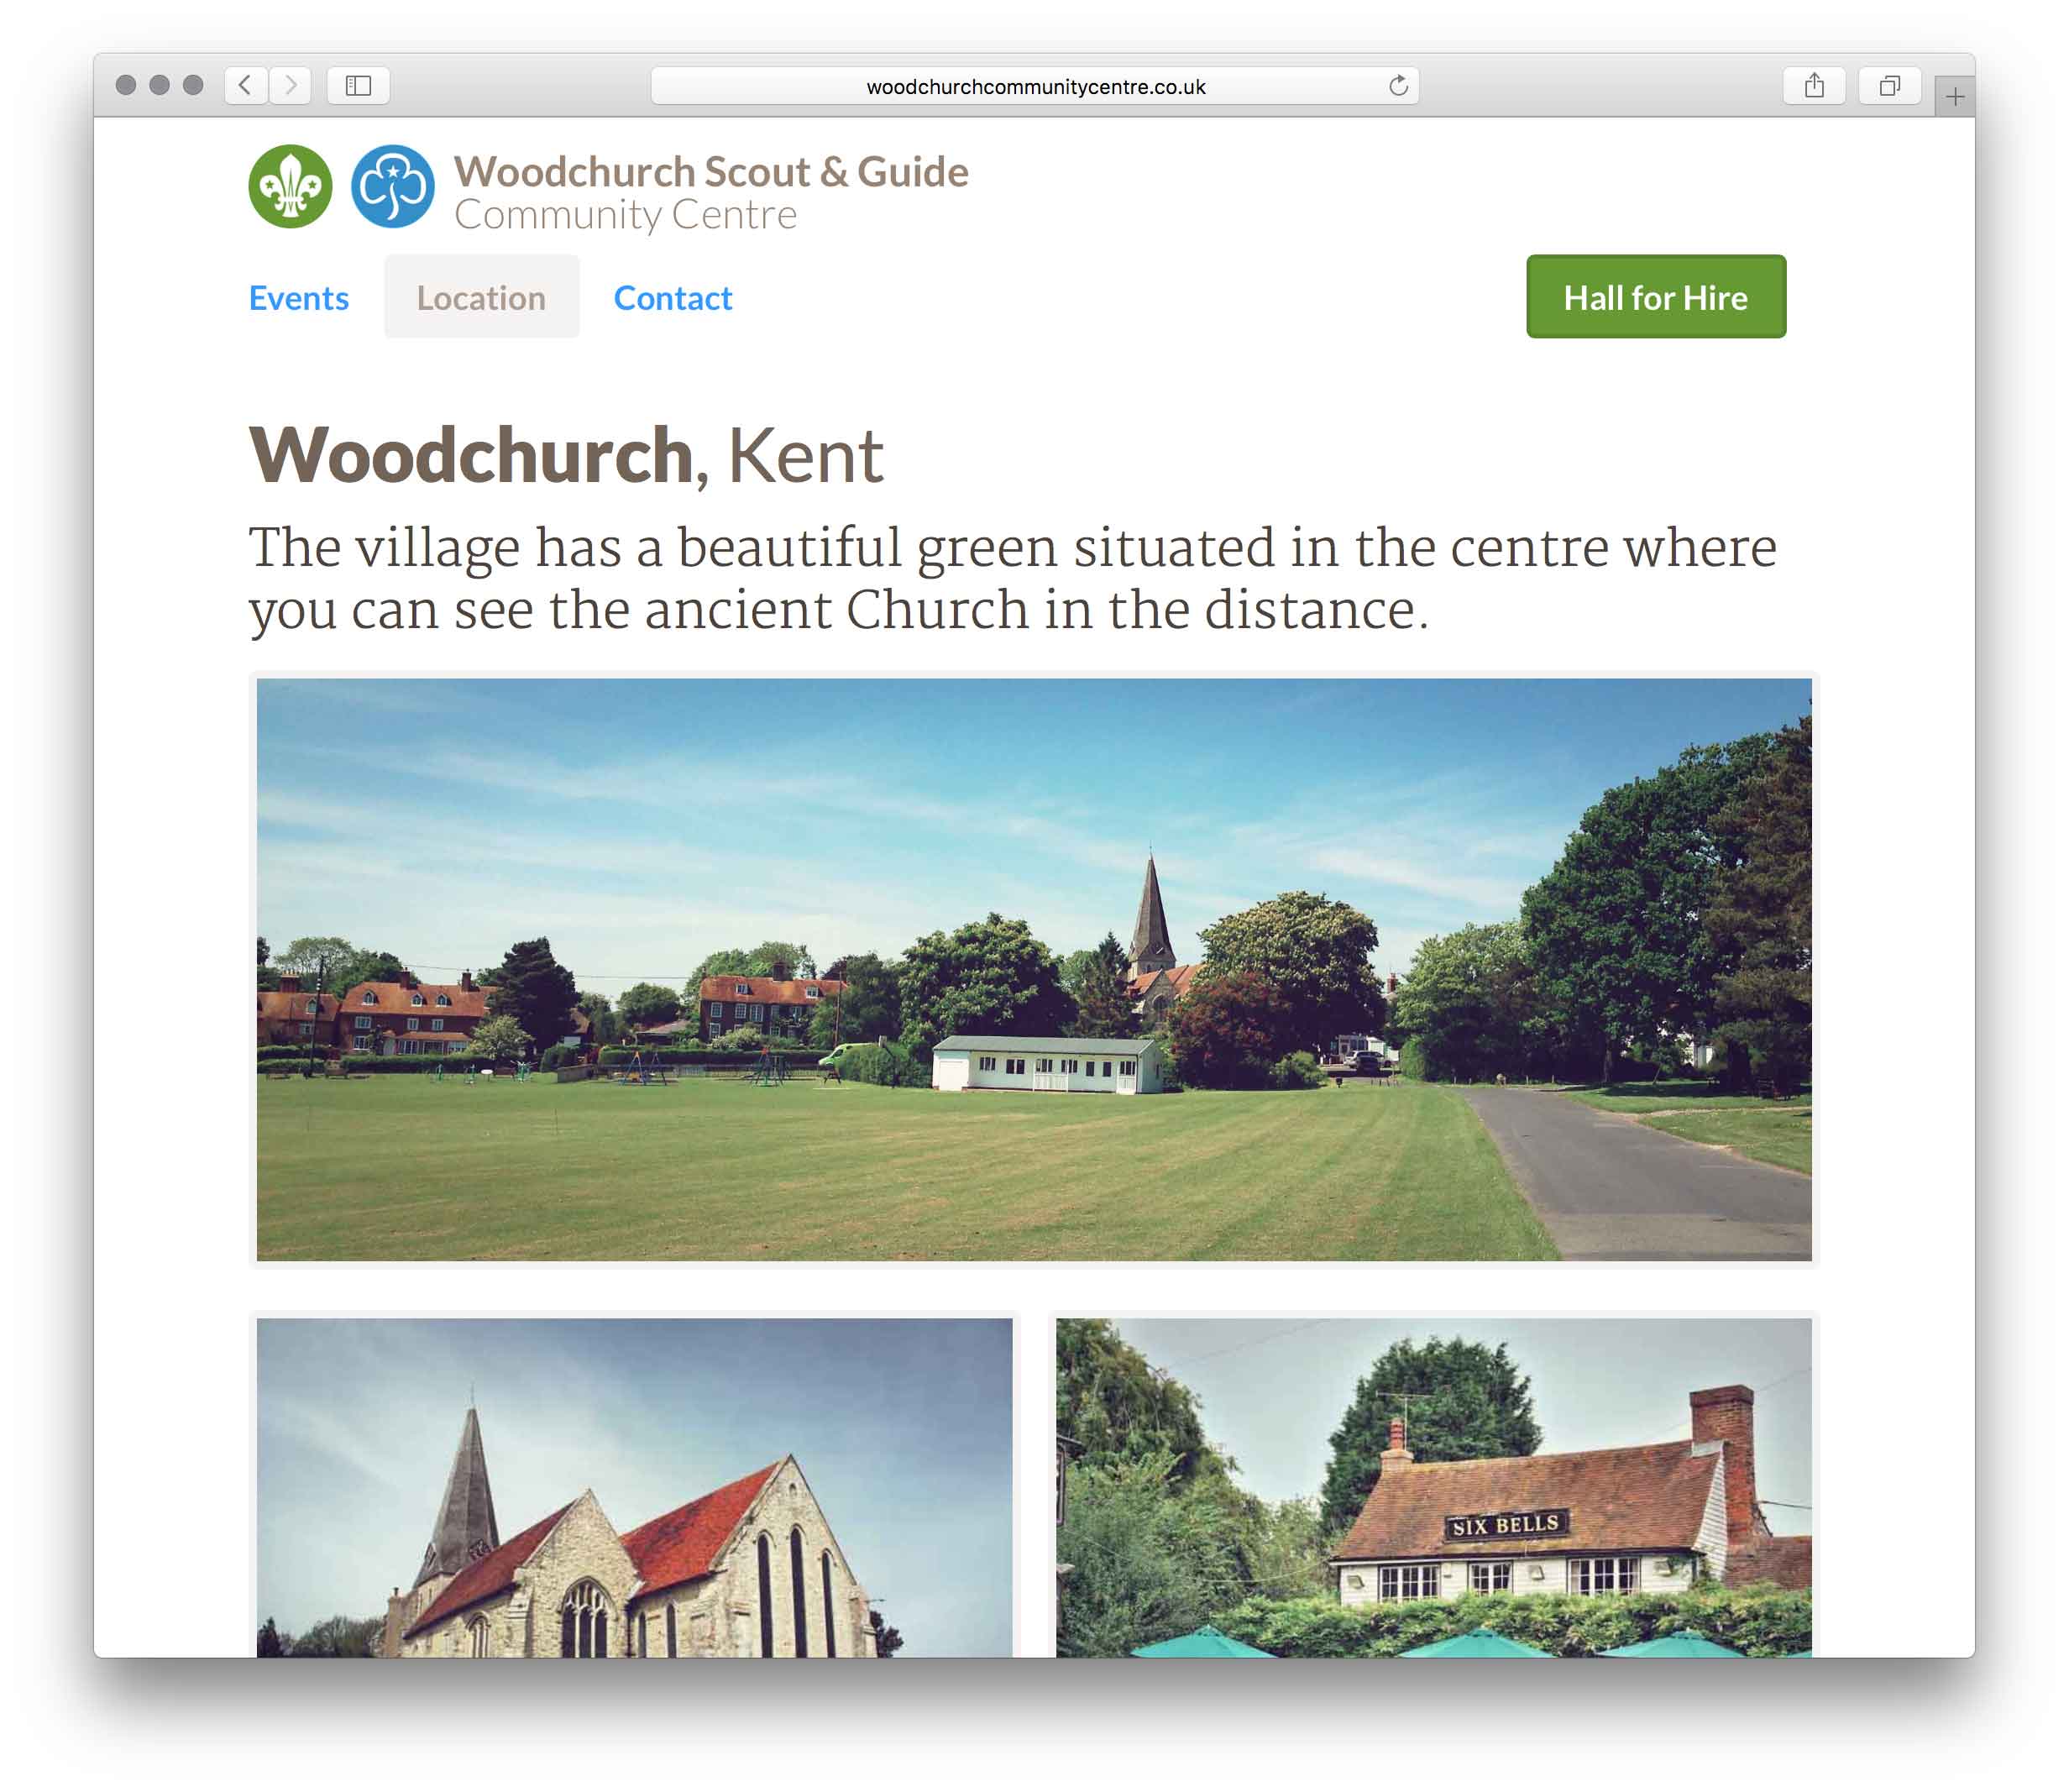 woodchurchcommunitycentre.co.uk
Woodchurch Scout & Guide
Community Centre
Events Location Contact Hall for Hire
Woodchurch, Kent
The village has a beautiful green situated in the centre where
you can see the ancient Church in the distance.
SIX BELLS